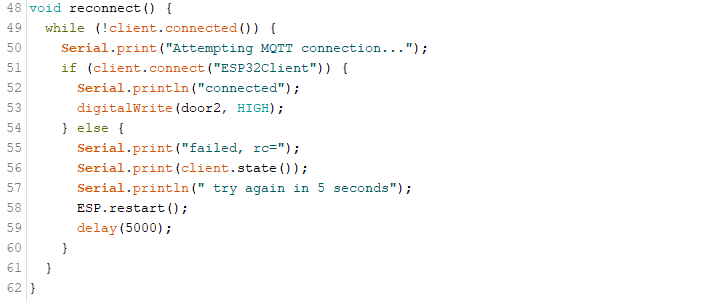 48 void reconnect() {
49   while (!client.connected()) {
50     Serial.print("Attempting MQTT connection...");
51     if (client.connect("ESP32Client")) {
52       Serial.println("connected");
53       digitalWrite(door2, HIGH);
54     } else {
55       Serial.print("failed, rc=");
56       Serial.print(client.state());
57       Serial.println(" try again in 5 seconds");
58       ESP.restart();
59       delay(5000);
60     }
61   }
62 }